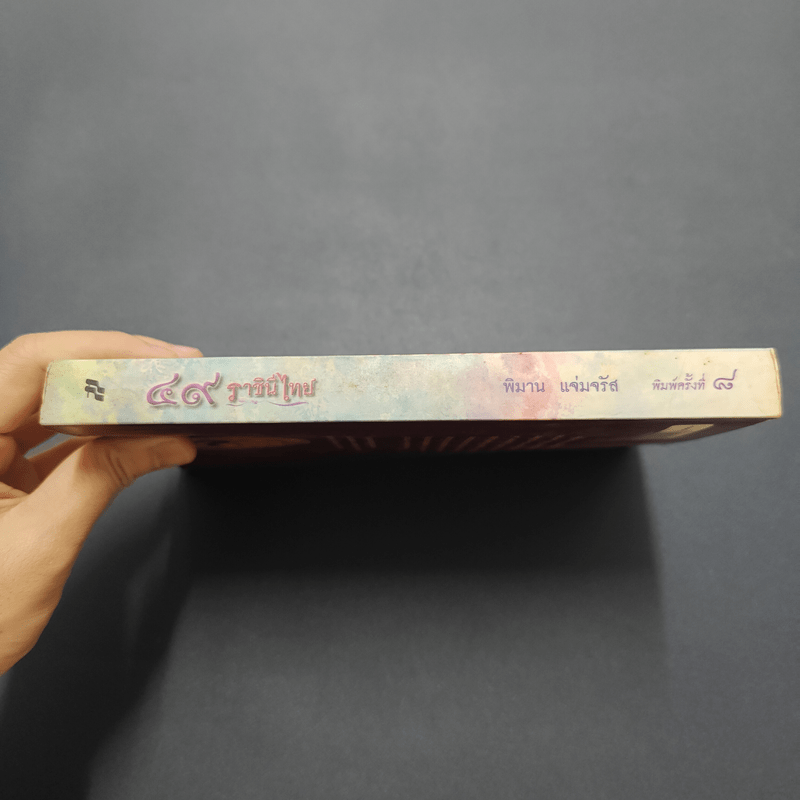 ๔๙ ราชินีไทย พิมาน แจ่มจรัส พิมพ์ครั้งที่ ๘